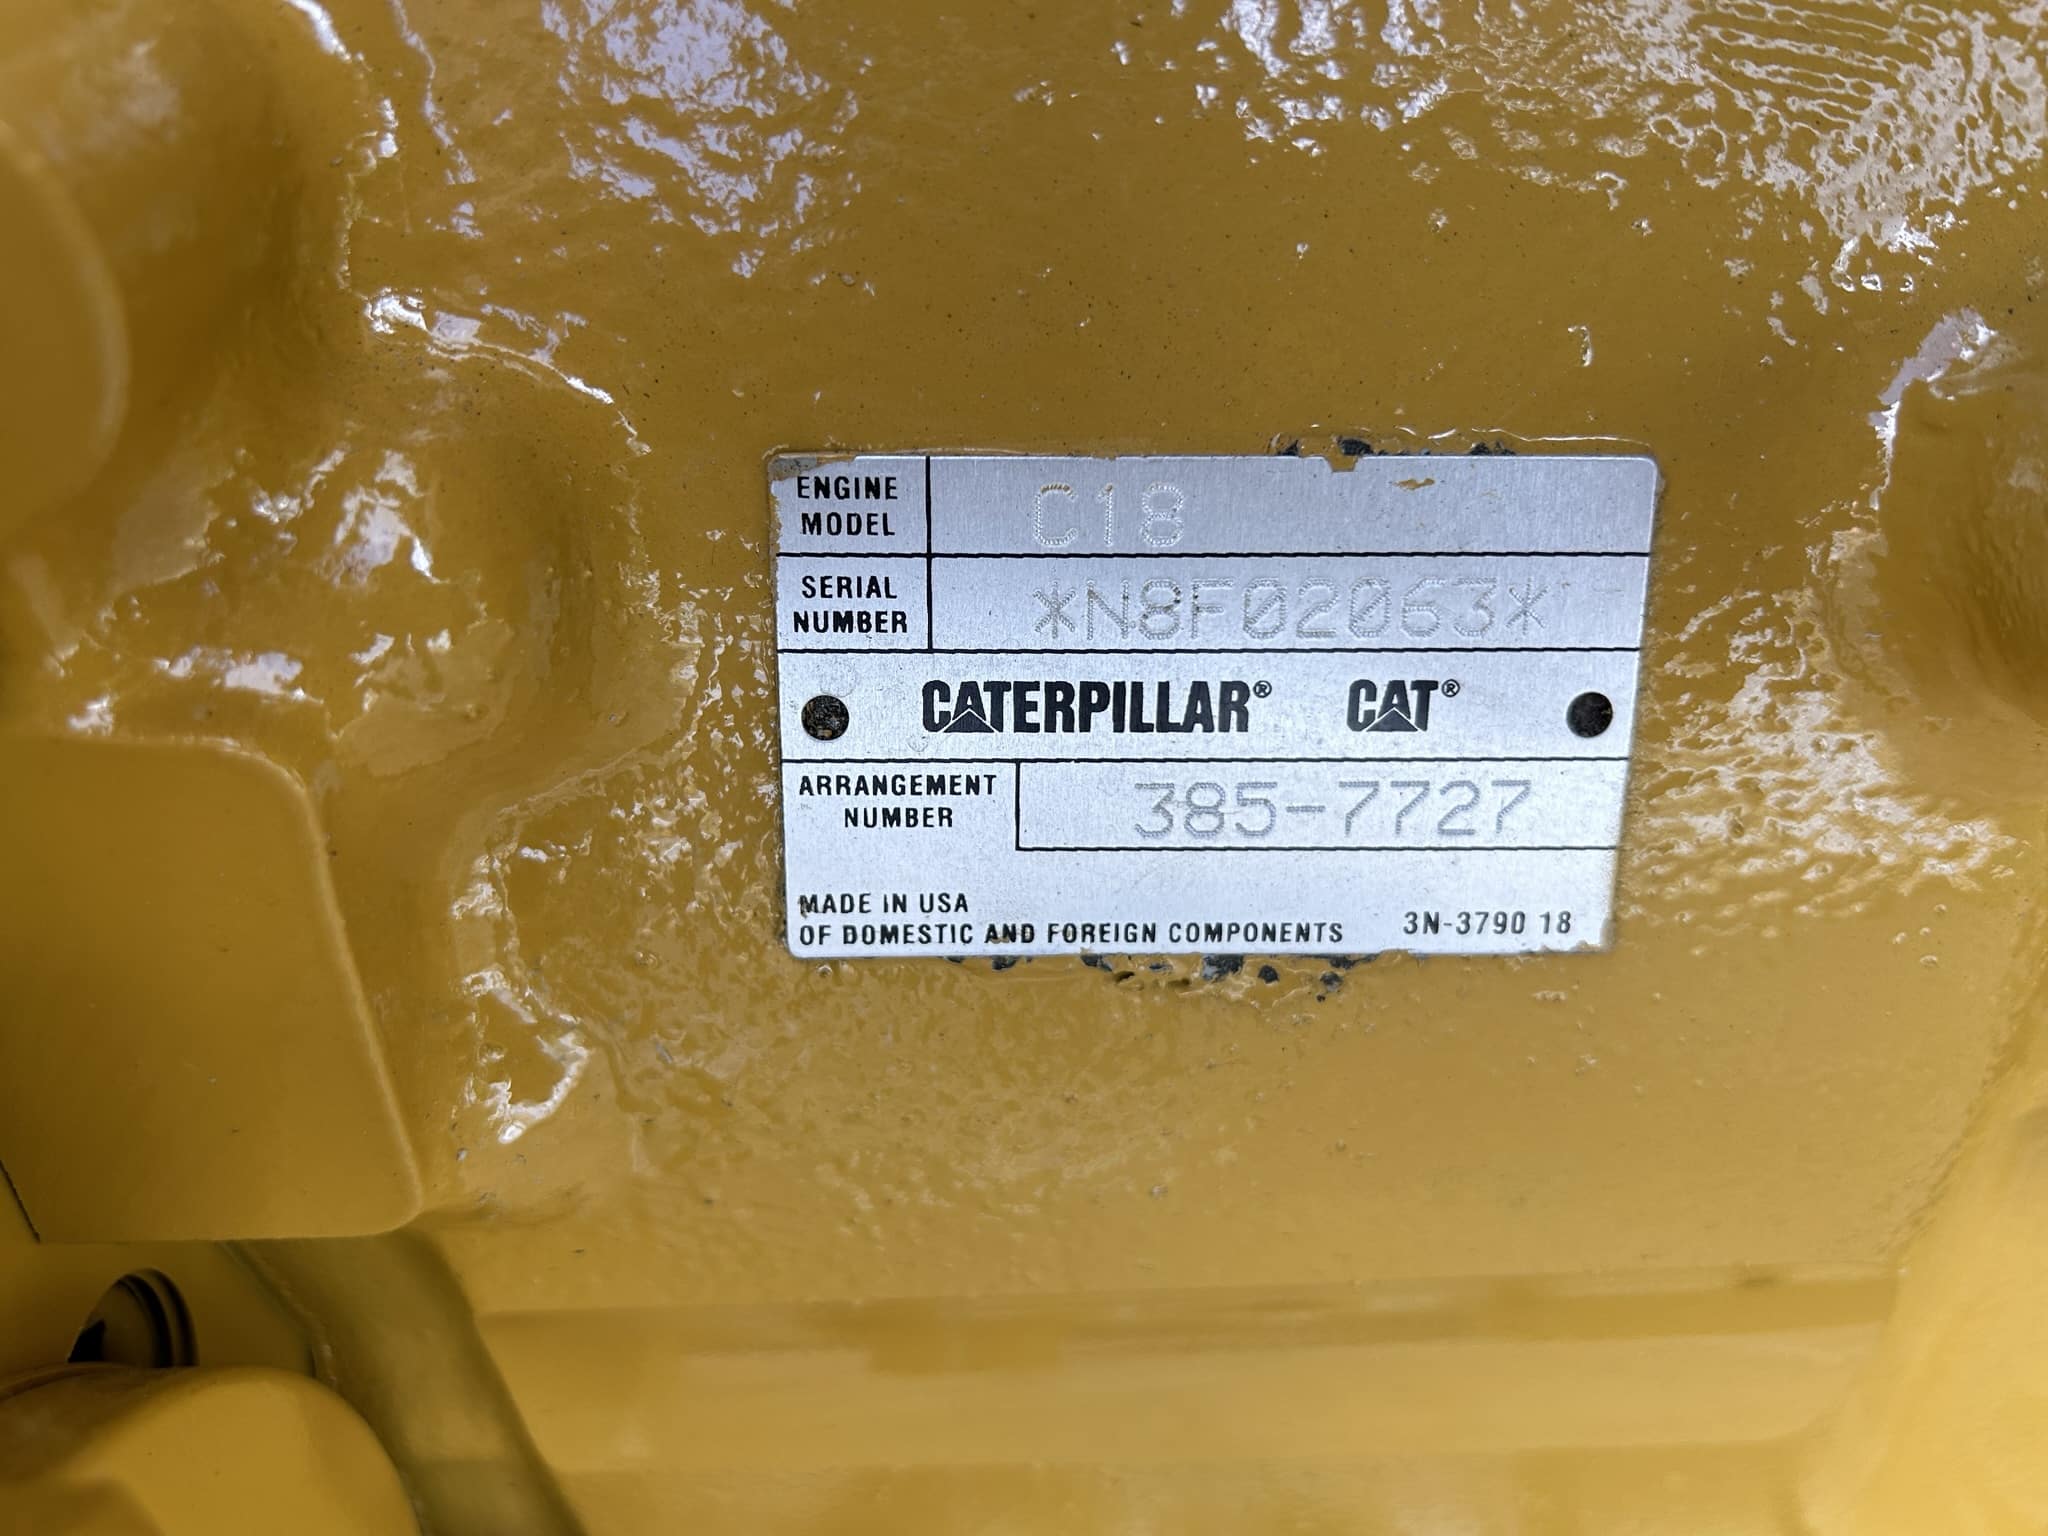 ENGINE MODEL C18
SERIAL NUMBER *N8F02063*
CATERPILLAR® CAT®
ARRANGEMENT NUMBER 385-7727
MADE IN USA
OF DOMESTIC AND FOREIGN COMPONENTS 3N-3790 18